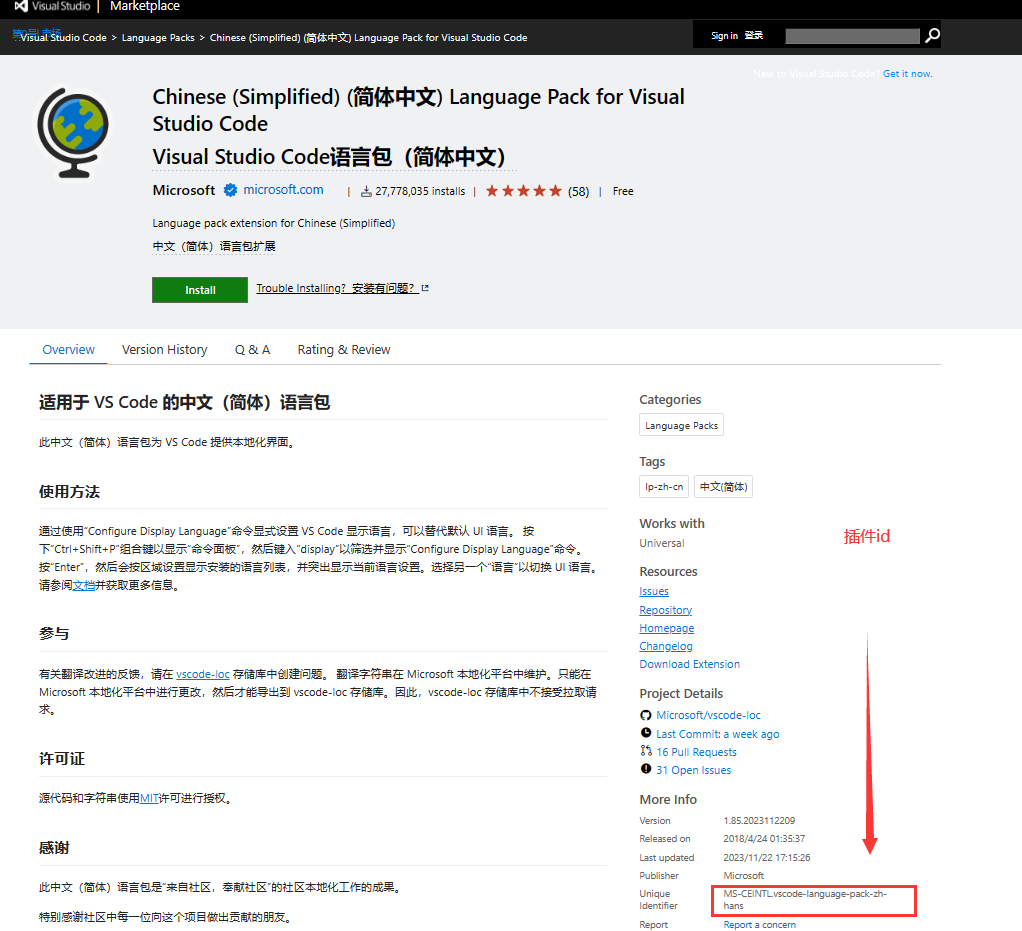 Visual Studio | Marketplace
Visual Studio Code > Language Packs > Chinese (Simplified) (简体中文) Language Pack for Visual Studio Code
Sign in 登录
New to Visual Studio Code? Get it now.
Chinese (Simplified) (简体中文) Language Pack for Visual
Studio Code
Visual Studio Code语言包（简体中文）
Microsoft microsoft.com | 27,778,035 installs | (58) | Free
Language pack extension for Chinese (Simplified)
中文（简体）语言包扩展
Install
Trouble Installing? 安装有问题？
Overview
Version History
Q & A
Rating & Review
适用于 VS Code 的中文（简体）语言包
此中文（简体）语言包为 VS Code 提供本地化界面。
使用方法
通过使用“Configure Display Language”命令显式设置 VS Code 显示语言，可以替代默认 UI 语言。 按
下“Ctrl+Shift+P”组合键以显示“命令面板”，然后键入“display”以筛选并显示“Configure Display Language”命令。
按“Enter”，然后会按区域设置显示安装的语言列表，并突出显示当前语言设置。选择另一个“语言”以切换 UI 语言。
请参阅文档并获取更多信息。
参与
有关翻译改进的反馈，请在 vscode-loc 存储库中创建问题。 翻译字符串在 Microsoft 本地化平台中维护。只能在
Microsoft 本地化平台中进行更改，然后才能导出到 vscode-loc 存储库。因此，vscode-loc 存储库中不接受拉取请
求。
许可证
源代码和字符串使用MIT许可进行授权。
感谢
此中文（简体）语言包是“来自社区，奉献社区”的社区本地化工作的成果。
特别感谢社区中每一位向这个项目做出贡献的朋友。
Categories
Language Packs
Tags
lp-zh-cn
中文(简体)
Works with
Universal
插件id
Resources
Issues
Repository
Homepage
Changelog
Download Extension
Project Details
Microsoft/vscode-loc
Last Commit: a week ago
16 Pull Requests
31 Open Issues
More Info
Version 1.85.2023112209
Released on 2018/4/24 01:35:37
Last updated 2023/11/22 17:15:26
Publisher Microsoft
Unique Identifier MS-CEINTL.vscode-language-pack-zh-
hans
Report Report a concern